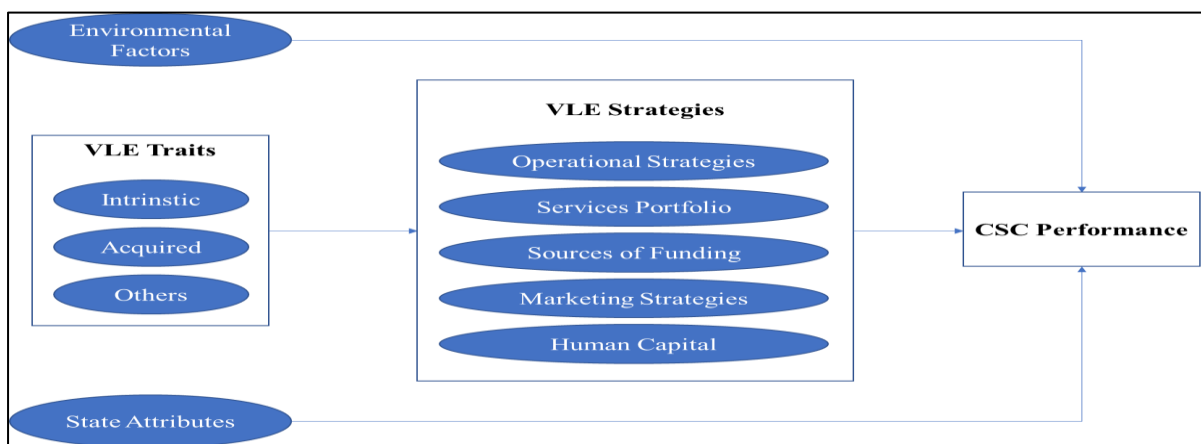 Environmental
Factors
VLE Traits
Intrinstic
Acquired
Others
VLE Strategies
Operational Strategies
Services Portfolio
Sources of Funding
Marketing Strategies
Human Capital
CSC Performance
State Attributes